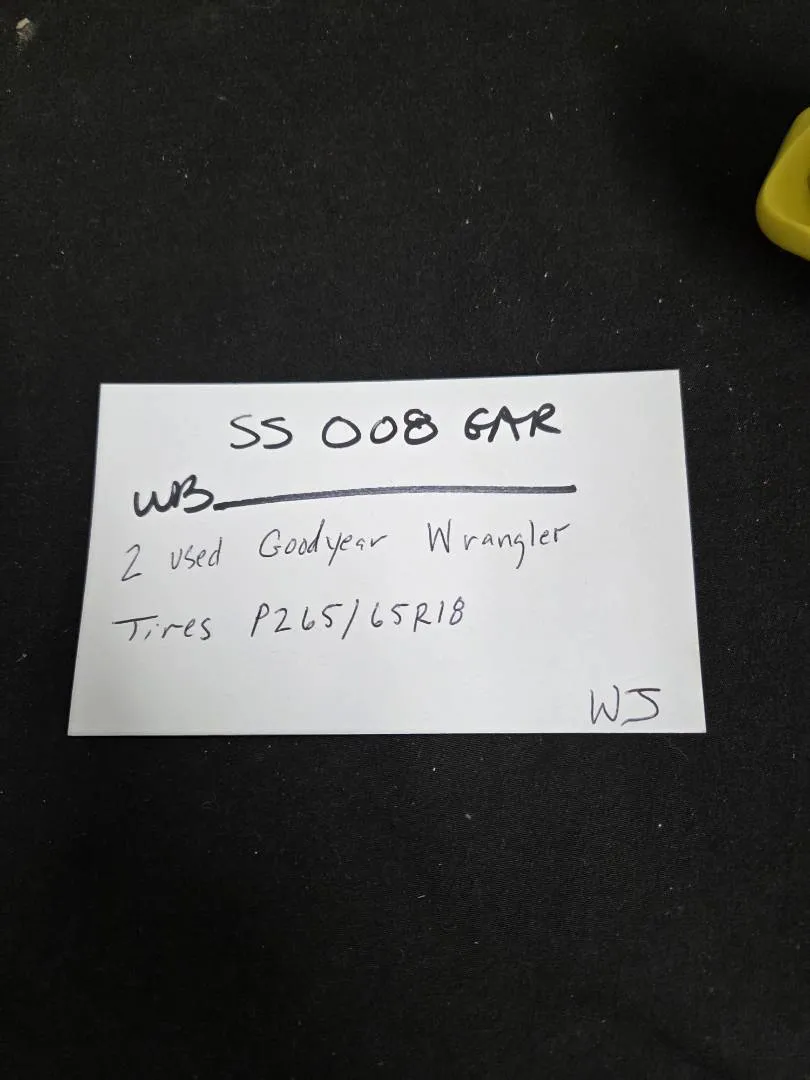 SS 008 GAR
WB
2 used Goodyear Wrangler
Tires P265/65R18
WJ